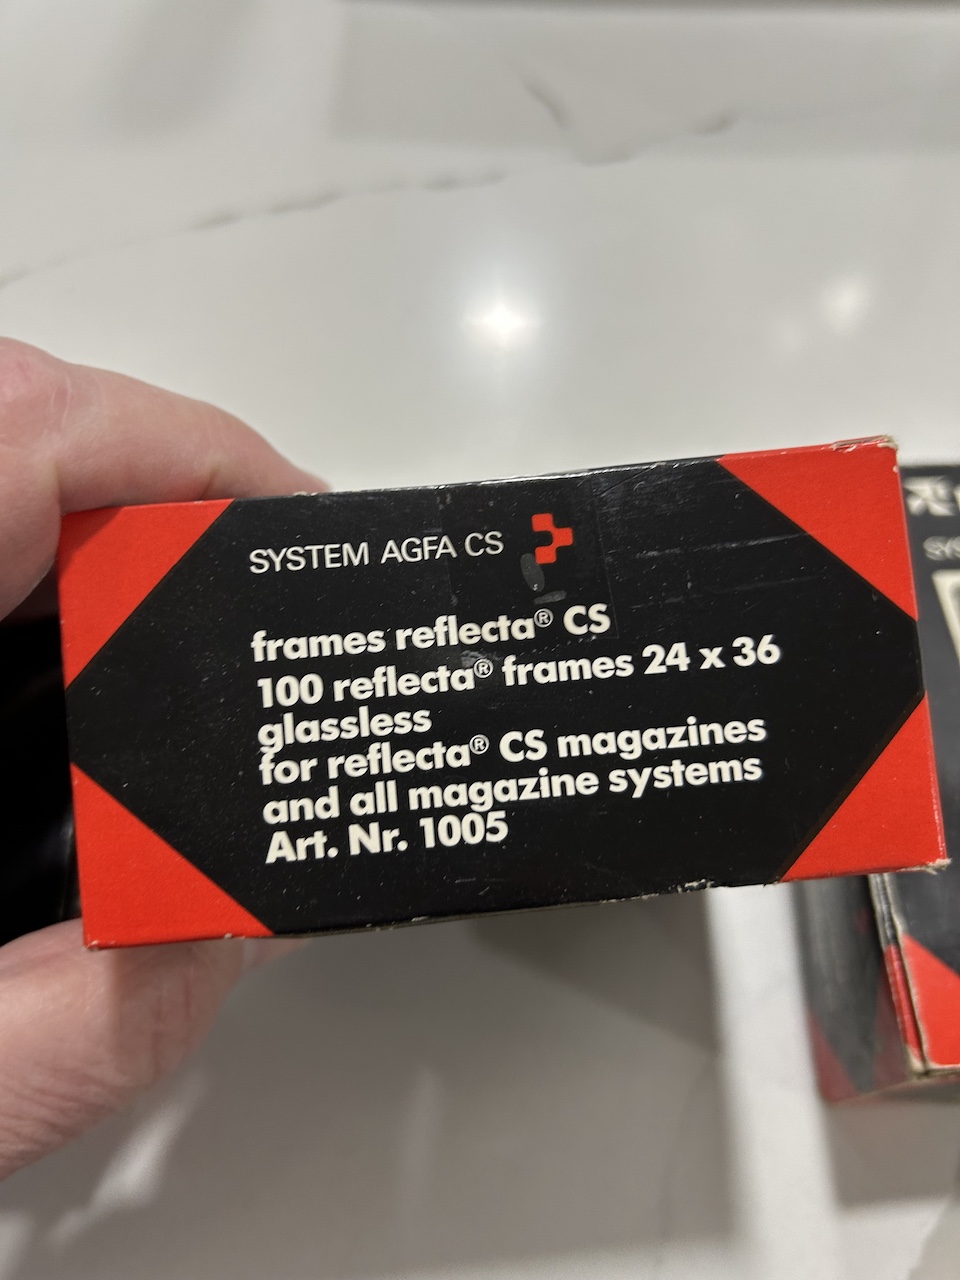 SYSTEM AGFA CS
frames reflecta® CS
100 reflecta® frames 24 x 36
glassless
for reflecta® CS magazines
and all magazine systems
Art. Nr. 1005